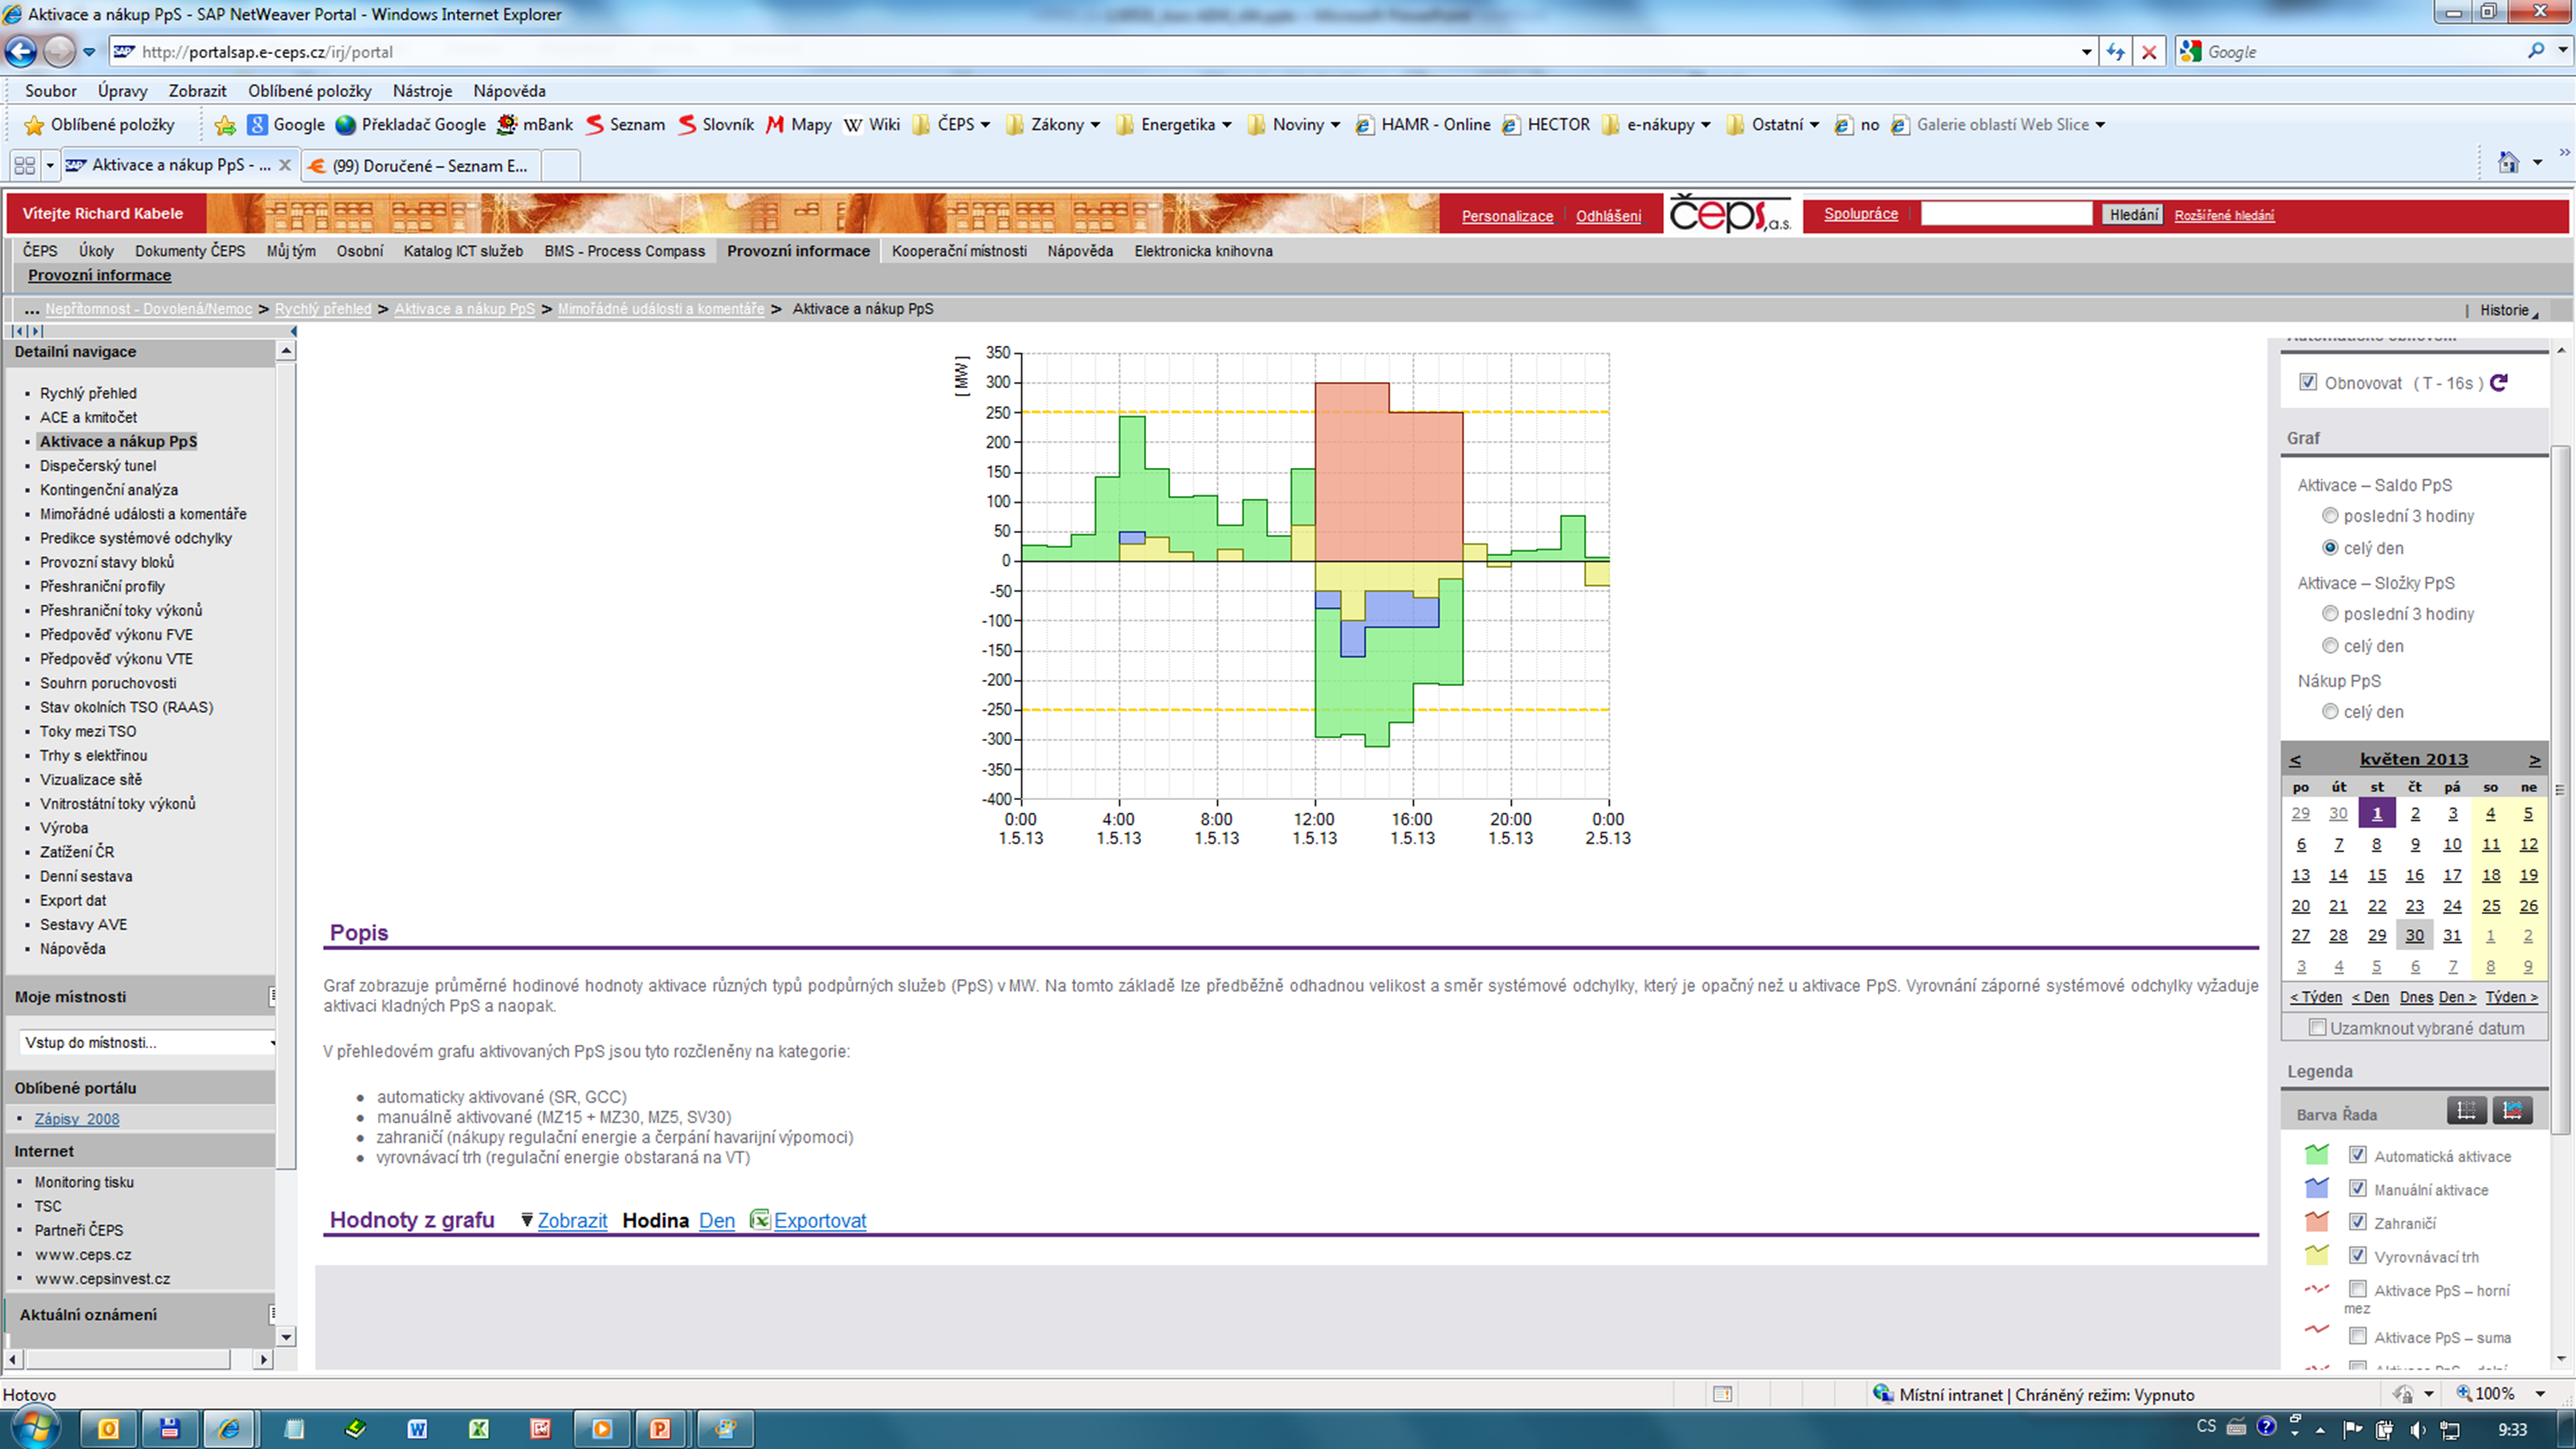 Aktivace a nákup PpS - SAP NetWeaver Portal - Windows Internet Explorer
http://portalsap.e-ceps.cz/irj/portal
Google
Soubor Úpravy Zobrazit Oblíbené položky Nástroje Nápověda
Oblíbené položky Google Překladač Google mBank Seznam Slovník Mapy Wiki ČEPS Zákony Energetika Noviny HAMR - Online HECTOR e-nákupy Ostatní no Galerie oblastí Web Slice
Aktivace a nákup PpS - ... (99) Doručené – Seznam E...
Vítejte Richard Kabele
Personalizace Odhlášení
čeps,a.s.
Spolupráce Hledání Rozšířené hledání
ČEPS Úkoly Dokumenty ČEPS Můj tým Osobní Katalog ICT služeb BMS - Process Compass Provozní informace Kooperační místnosti Nápověda Elektronicka knihovna
Provozní informace
... Nepřítomnost - Dovolená/Nemoc > Rychlý přehled > Aktivace a nákup PpS > Mimořádné události a komentáře > Aktivace a nákup PpS
Historie
Detailní navigace
Rychlý přehled
ACE a kmitočet
Aktivace a nákup PpS
Dispečerský tunel
Kontingenční analýza
Mimořádné události a komentáře
Predikce systémové odchylky
Provozní stavy bloků
Přeshraniční profily
Přeshraniční toky výkonů
Předpověď výkonu FVE
Předpověď výkonu VTE
Souhrn poruchovosti
Stav okolních TSO (RAAS)
Toky mezi TSO
Trhy s elektřinou
Vizualizace sítě
Vnitrostátní toky výkonů
Výroba
Zatížení ČR
Denní sestava
Export dat
Sestavy AVE
Nápověda
Moje místnosti
Vstup do místnosti...
Oblíbené portálu
Zápisy_2008
Internet
Monitoring tisku
TSC
Partneři ČEPS
www.ceps.cz
www.cepsinvest.cz
Aktuální oznámení
[ MW ]
350
300
250
200
150
100
50
0
-50
-100
-150
-200
-250
-300
-350
-400
0:00 4:00 8:00 12:00 16:00 20:00 0:00
1.5.13 1.5.13 1.5.13 1.5.13 1.5.13 1.5.13 2.5.13
Popis
Graf zobrazuje průměrné hodinové hodnoty aktivace různých typů podpůrných služeb (PpS) v MW. Na tomto základě lze předběžně odhadnou velikost a směr systémové odchylky, který je opačný než u aktivace PpS. Vyrovnání záporné systémové odchylky vyžaduje
aktivaci kladných PpS a naopak.
V přehledovém grafu aktivovaných PpS jsou tyto rozčleněny na kategorie:
automaticky aktivované (SR, GCC)
manuálně aktivované (MZ15 + MZ30, MZ5, SV30)
zahraničí (nákupy regulační energie a čerpání havarijní výpomoci)
vyrovnávací trh (regulační energie obstaraná na VT)
Hodnoty z grafu Zobrazit Hodina Den Exportovat
Obnovovat ( T - 16s )
Graf
Aktivace – Saldo PpS
poslední 3 hodiny
celý den
Aktivace – Složky PpS
poslední 3 hodiny
celý den
Nákup PpS
celý den
< květen 2013 >
po út st čt pá so ne
29 30 1 2 3 4 5
6 7 8 9 10 11 12
13 14 15 16 17 18 19
20 21 22 23 24 25 26
27 28 29 30 31 1 2
3 4 5 6 7 8 9
< Týden < Den Dnes Den > Týden >
Uzamknout vybrané datum
Legenda
Barva Řada
Automatická aktivace
Manuální aktivace
Zahraničí
Vyrovnávací trh
Aktivace PpS – horní
mez
Aktivace PpS – suma
Hotovo
Místní intranet | Chráněný režim: Vypnuto
100%
CS
9:33